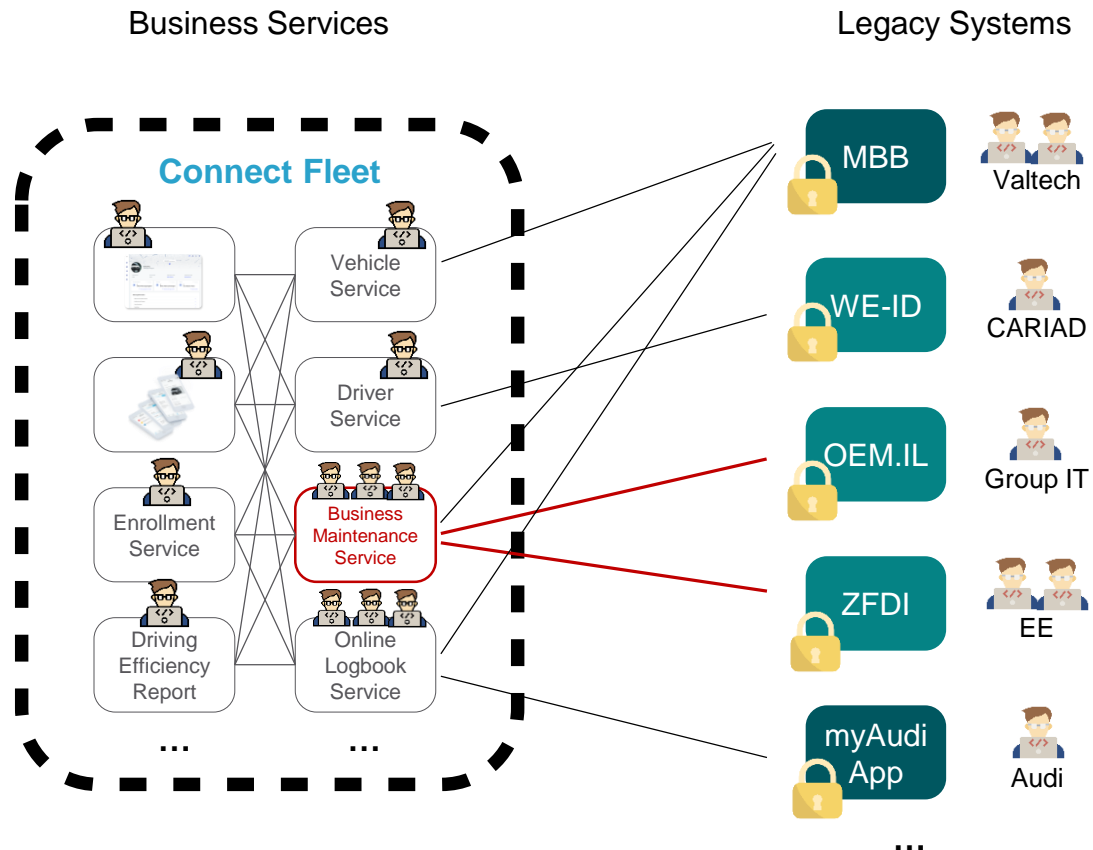 Business Services
Legacy Systems
Connect Fleet
Vehicle
Service
Driver
Service
Enrollment
Service
Business
Maintenance
Service
Driving
Efficiency
Report
Online
Logbook
Service
...
...
MBB
Valtech
WE-ID
CARIAD
OEM.IL
Group IT
ZFDI
EE
myAudi
App
Audi
...